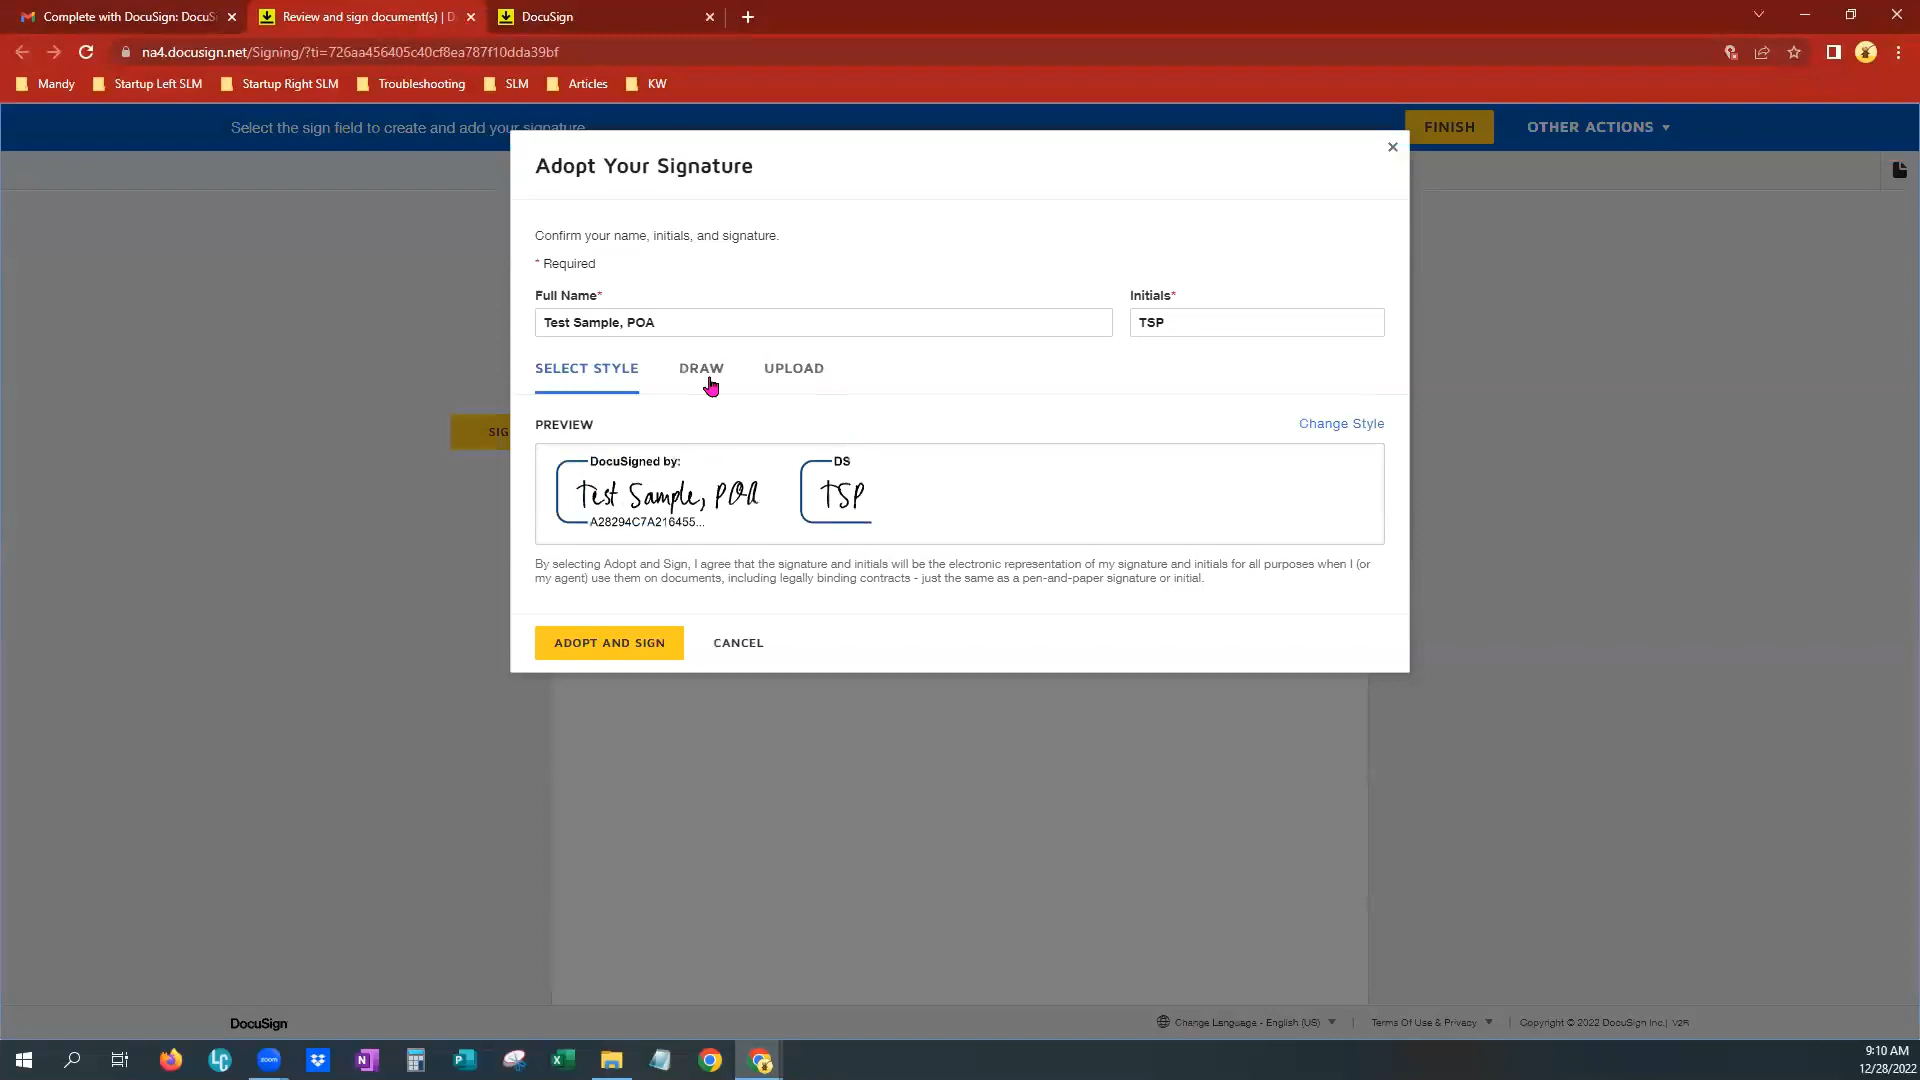 Complete with DocuSign: DocuS
Review and sign document(s) | D
DocuSign
na4.docusign.net/Signing/?ti=726aa456405c40cf8ea787f10dda39bf
Mandy
Startup Left SLM
Startup Right SLM
Troubleshooting
SLM
Articles
KW
Select the sign field to create and add your signature.
FINISH
OTHER ACTIONS
Adopt Your Signature
Confirm your name, initials, and signature.
* Required
Full Name*
Initials*
Test Sample, POA
TSP
SELECT STYLE
DRAW
UPLOAD
SIG
PREVIEW
Change Style
DocuSigned by:
DS
Test Sample, POA
TSP
A28294C7A216455...
By selecting Adopt and Sign, I agree that the signature and initials will be the electronic representation of my signature and initials for all purposes when I (or
my agent) use them on documents, including legally binding contracts - just the same as a pen-and-paper signature or initial.
ADOPT AND SIGN
CANCEL
DocuSign
Change Language - English (US)
|
Terms Of Use & Privacy
|
Copyright © 2022 DocuSign Inc. | V2R
LC
zoom
N
P
X
9:10 AM
12/28/2022